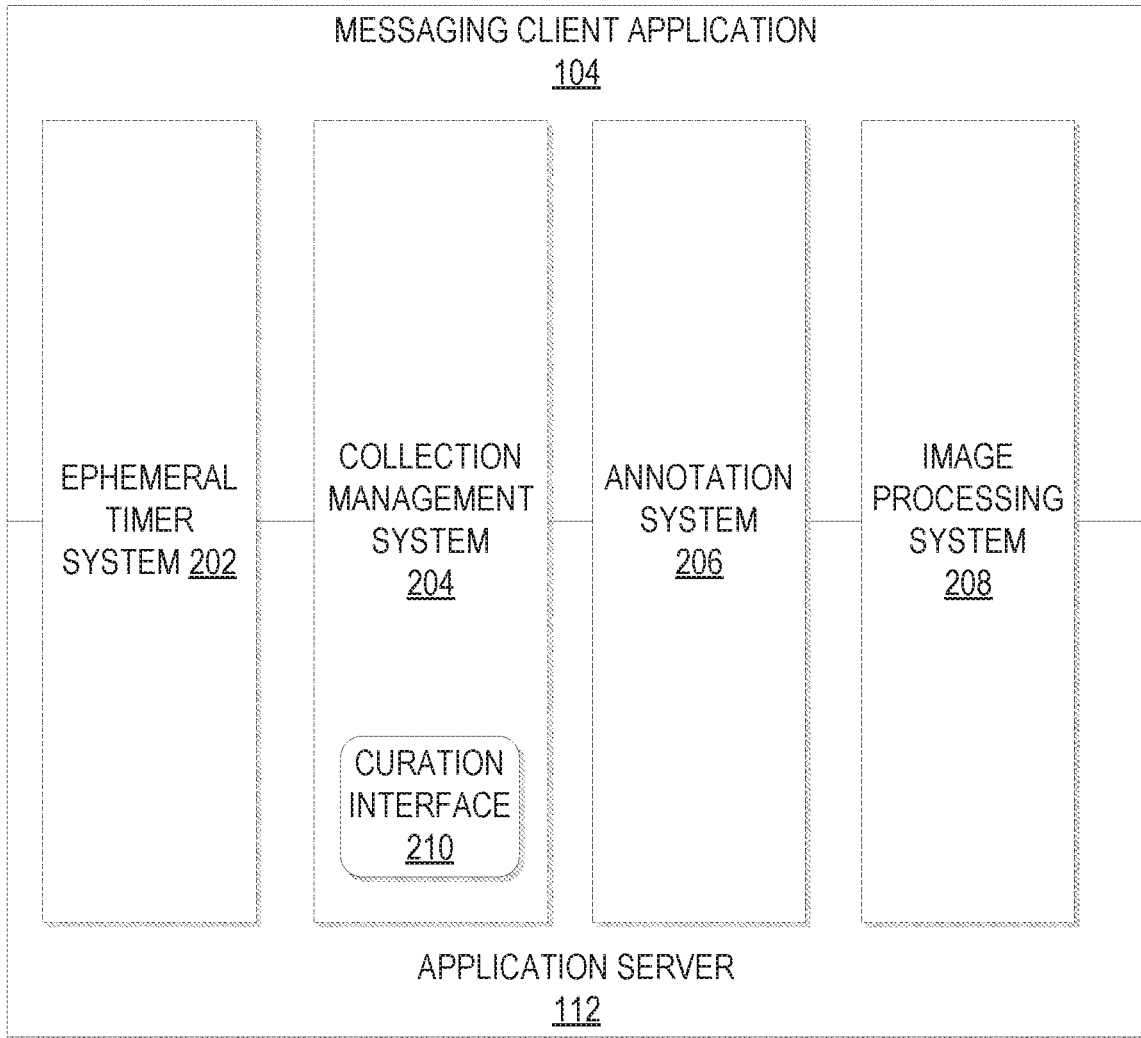 MESSAGING CLIENT APPLICATION
104
EPHEMERAL
TIMER
SYSTEM 202
COLLECTION
MANAGEMENT
SYSTEM
204
CURATION
INTERFACE
210
ANNOTATION
SYSTEM
206
IMAGE
PROCESSING
SYSTEM
208
APPLICATION SERVER
112